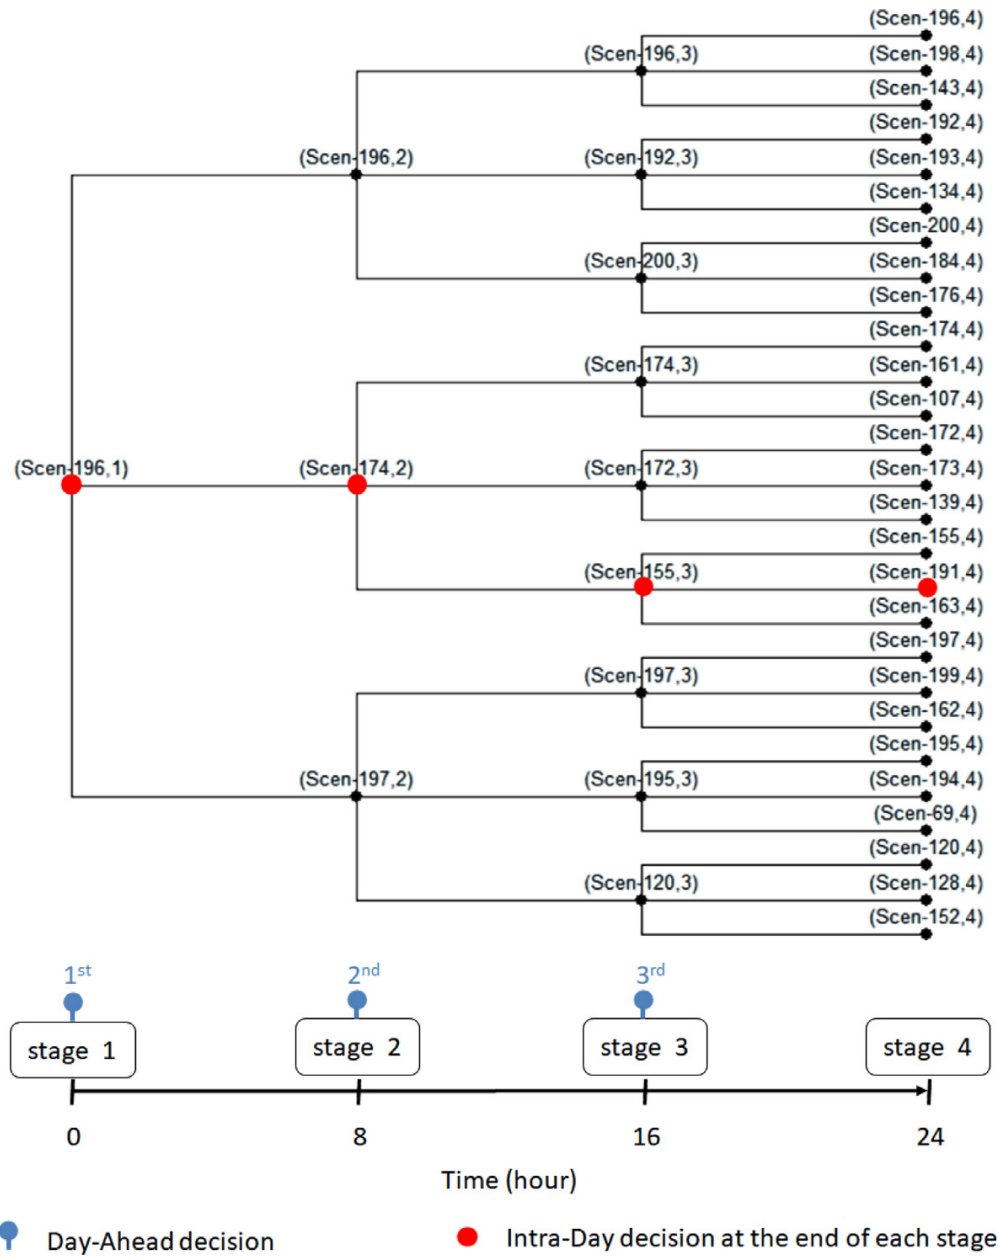 (Scen-196,4)
(Scen-196,3)
(Scen-198,4)
(Scen-143,4)
(Scen-192,4)
(Scen-196,2)
(Scen-192,3)
(Scen-193,4)
(Scen-134,4)
(Scen-200,4)
(Scen-200,3)
(Scen-184,4)
(Scen-176,4)
(Scen-174,4)
(Scen-174,3)
(Scen-161,4)
(Scen-107,4)
(Scen-172,4)
(Scen-196,1)
(Scen-174,2)
(Scen-172,3)
(Scen-173,4)
(Scen-139,4)
(Scen-155,4)
(Scen-155,3)
(Scen-191,4)
(Scen-163,4)
(Scen-197,4)
(Scen-197,3)
(Scen-199,4)
(Scen-162,4)
(Scen-195,4)
(Scen-197,2)
(Scen-195,3)
(Scen-194,4)
(Scen-69,4)
(Scen-120,4)
(Scen-120,3)
(Scen-128,4)
(Scen-152,4)
1st 2nd 3rd
stage 1 stage 2 stage 3 stage 4
0 8 16 24
Time (hour)
Day-Ahead decision
Intra-Day decision at the end of each stage